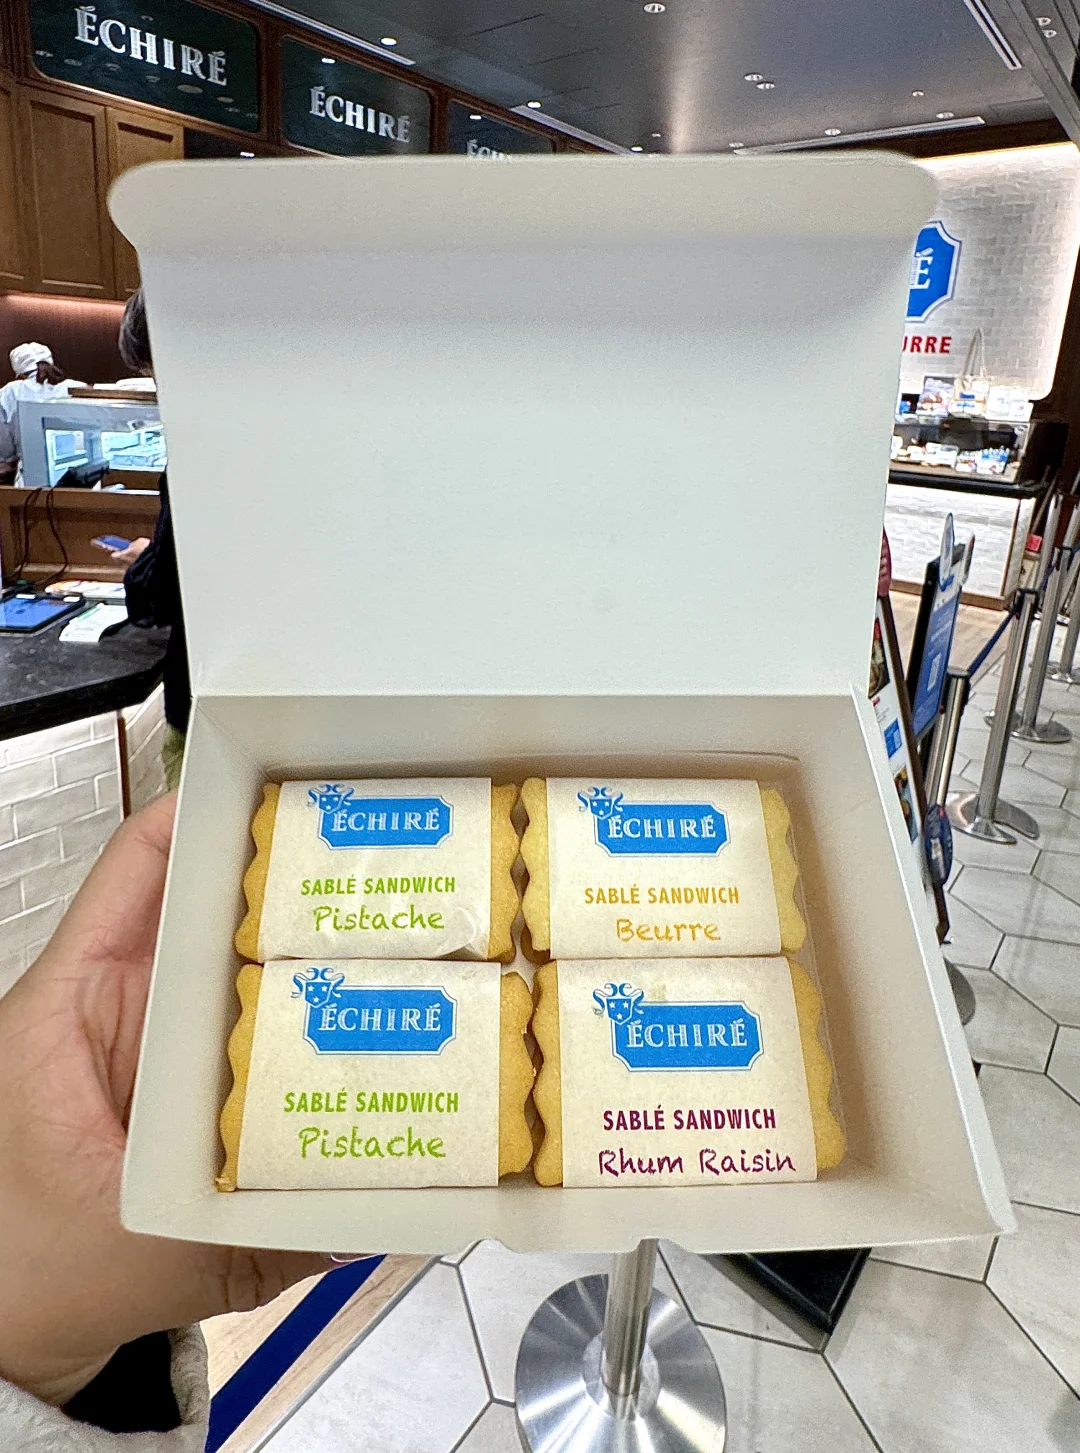 ÉCHIRÉ
ÉCHIRÉ
É
URRE
ÉCHIRÉ
SABLÉ SANDWICH
Pistache
ÉCHIRÉ
SABLÉ SANDWICH
Beurre
ÉCHIRÉ
SABLÉ SANDWICH
Pistache
ÉCHIRÉ
SABLÉ SANDWICH
Rhum Raisin